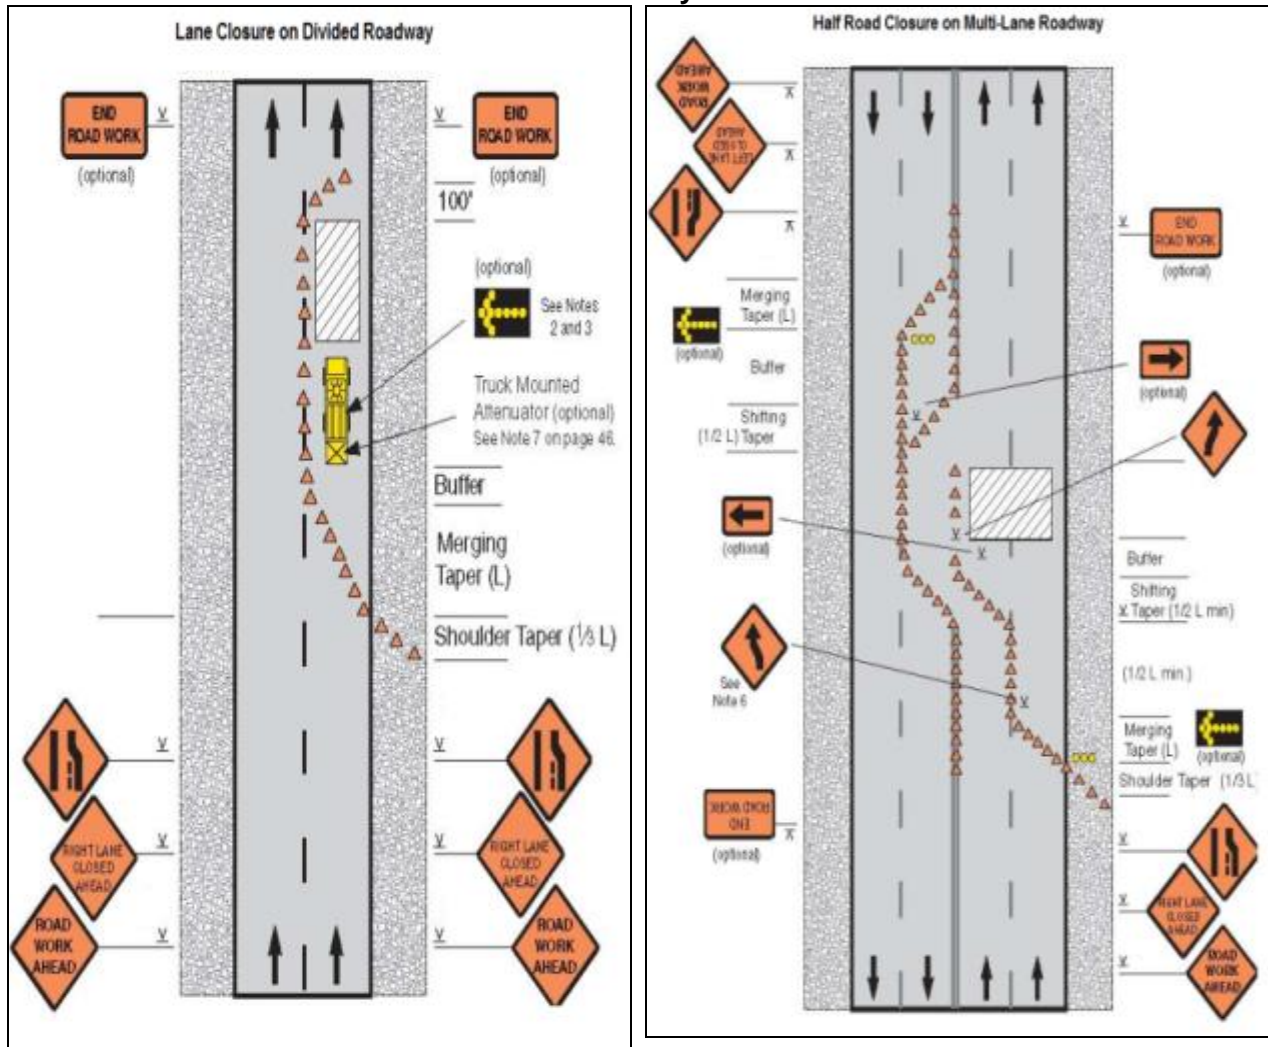 Lane Closure on Divided Roadway
END
ROAD WORK
(optional)
END
ROAD WORK
(optional)
100'
(optional)
See Notes
2 and 3
Truck Mounted
Attenuator (optional)
See Note 7 on page 46.
Buffer
Merging
Taper (L)
Shoulder Taper (⅓ L)
RIGHT LANE
CLOSED
AHEAD
RIGHT LANE
CLOSED
AHEAD
ROAD
WORK
AHEAD
ROAD
WORK
AHEAD
Half Road Closure on Multi-Lane Roadway
ROAD
WORK
AHEAD
LEFT LANE
CLOSED
AHEAD
END
ROAD WORK
(optional)
Merging
Taper (L)
(optional)
Buffer
(optional)
Shifting
(1/2 L) Taper
(optional)
Buffer
Shifting
Taper (1/2 L min)
See
Note 6
(1/2 L min.)
Merging
Taper (L)
(optional)
Shoulder Taper (1/3 L
END
ROAD WORK
(optional)
RIGHT LANE
CLOSED
AHEAD
ROAD
WORK
AHEAD